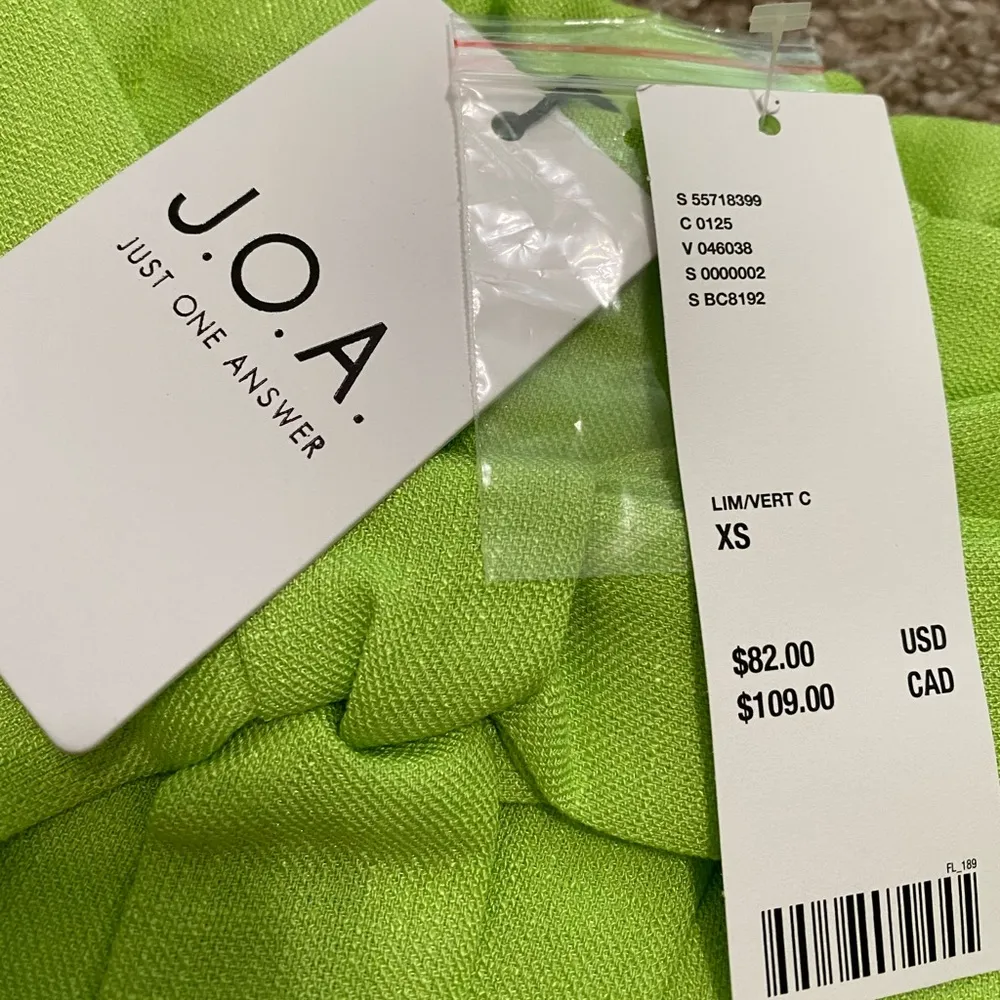 J.O.A.
JUST ONE ANSWER
S 55718399
C 0125
V 046038
S 0000002
S BC8192
LIM/VERT C
XS
$82.00 USD
$109.00 CAD
FL_189